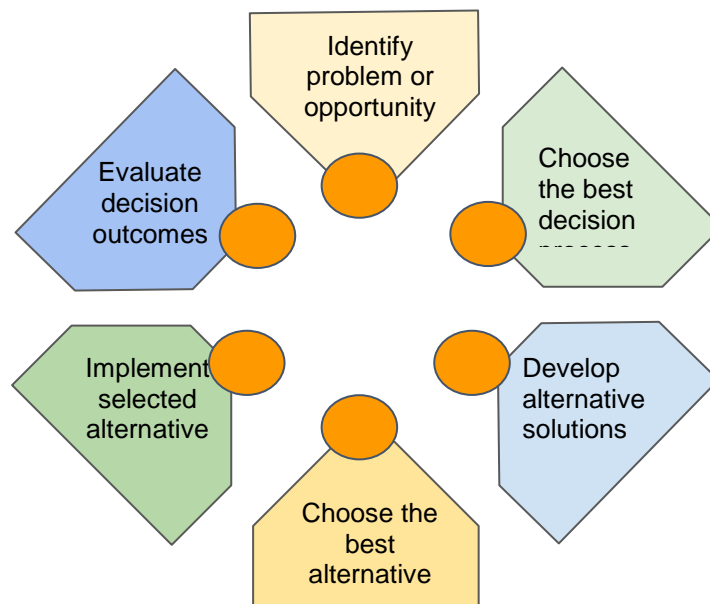 Identify
problem or
opportunity
Choose
the best
decision
process
Develop
alternative
solutions
Choose the
best
alternative
Implement
selected
alternative
Evaluate
decision
outcomes